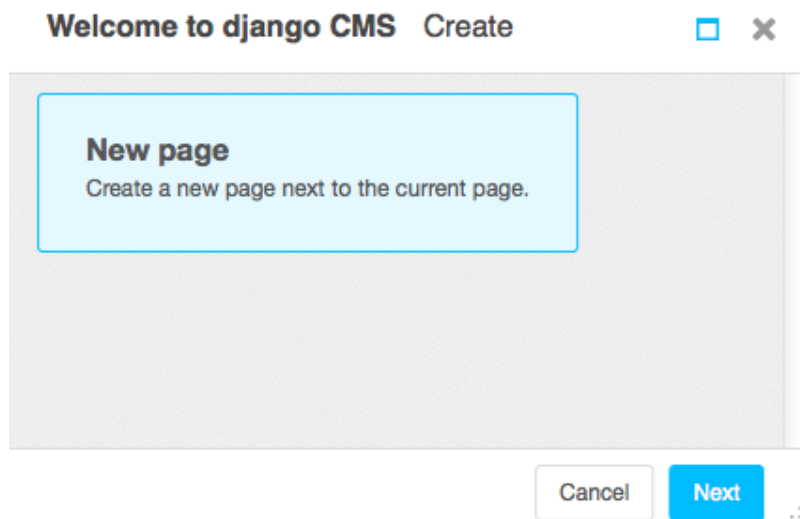 Welcome to django CMS Create
New page
Create a new page next to the current page.
Cancel Next